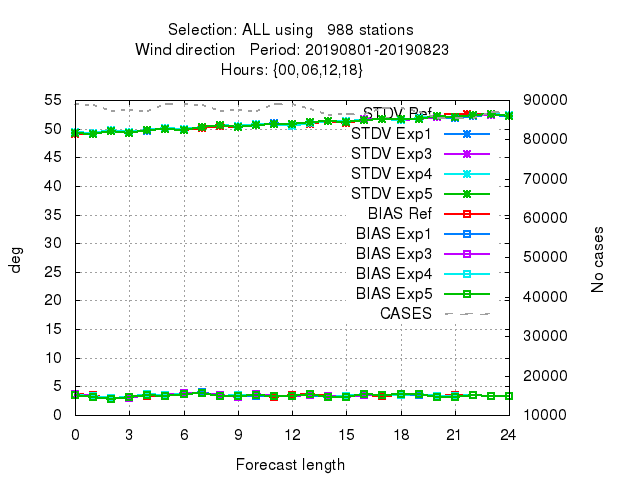 Selection: ALL using   988 stations
Wind direction   Period: 20190801-20190823
Hours: {00,06,12,18}
55
50
45
40
35
30
25
20
15
10
5
0
deg
90000
80000
70000
60000
50000
40000
30000
20000
10000
No cases
STDV Ref
STDV Exp1
STDV Exp3
STDV Exp4
STDV Exp5
BIAS Ref
BIAS Exp1
BIAS Exp3
BIAS Exp4
BIAS Exp5
CASES
0 3 6 9 12 15 18 21 24
Forecast length